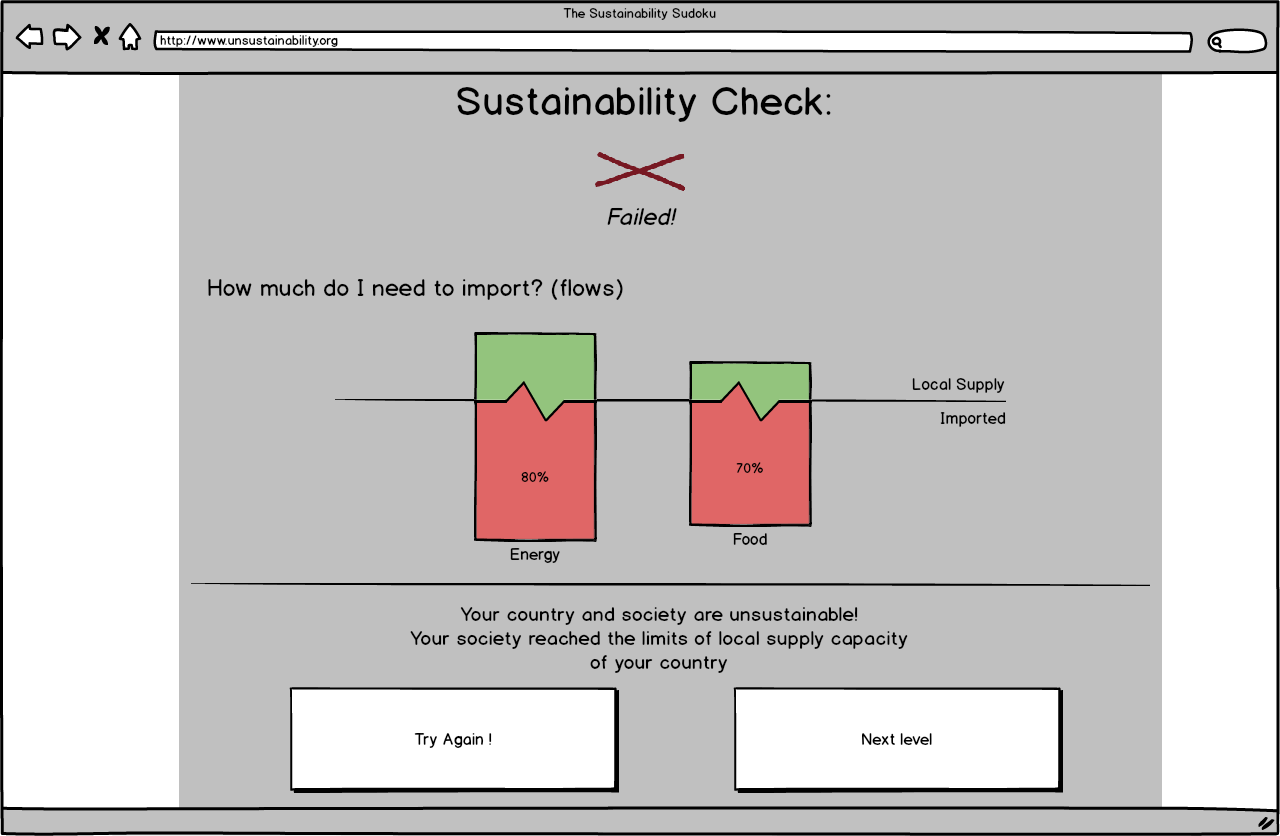 The Sustainability Sudoku
http://www.unsustainability.org
Sustainability Check:
Failed!
How much do I need to import? (flows)
Local Supply
Imported
80%
70%
Energy
Food
Your country and society are unsustainable!
Your society reached the limits of local supply capacity
of your country
Try Again !
Next level